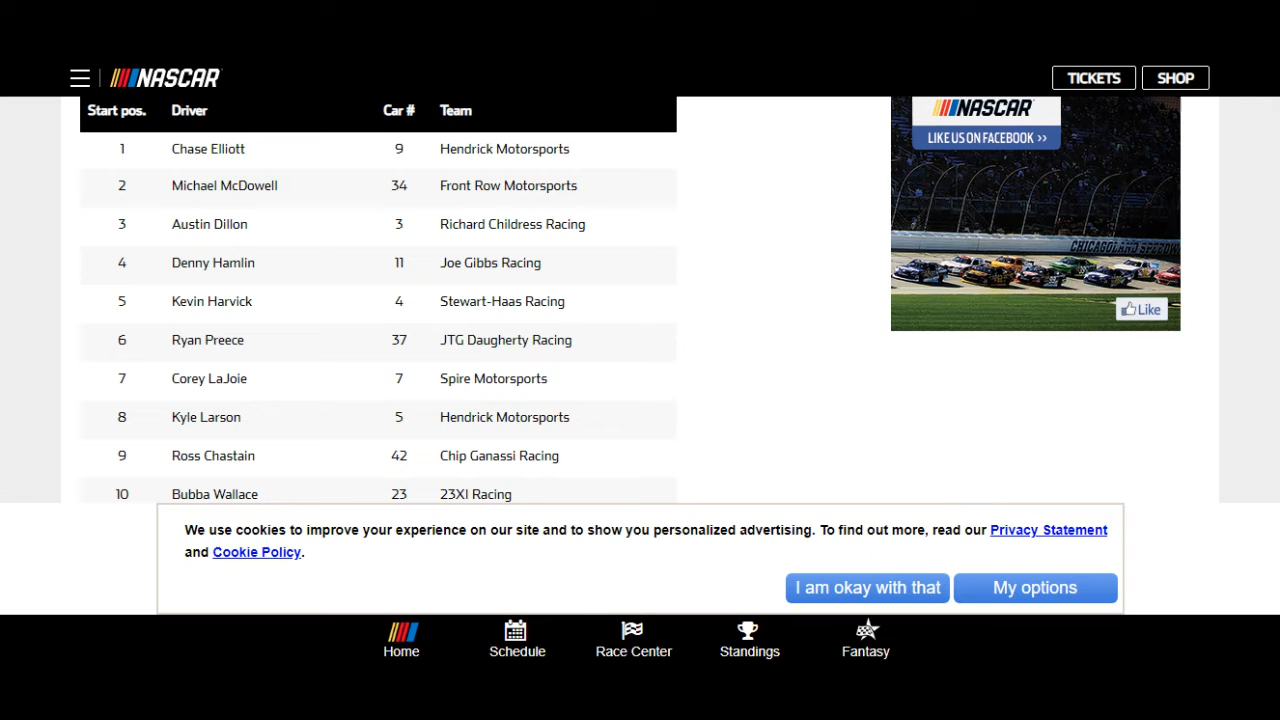 NASCAR
TICKETS SHOP
Start pos. Driver Car # Team
1 Chase Elliott 9 Hendrick Motorsports
2 Michael McDowell 34 Front Row Motorsports
3 Austin Dillon 3 Richard Childress Racing
4 Denny Hamlin 11 Joe Gibbs Racing
5 Kevin Harvick 4 Stewart-Haas Racing
6 Ryan Preece 37 JTG Daugherty Racing
7 Corey LaJoie 7 Spire Motorsports
8 Kyle Larson 5 Hendrick Motorsports
9 Ross Chastain 42 Chip Ganassi Racing
10 Bubba Wallace 23 23XI Racing
NASCAR
LIKE US ON FACEBOOK >>
CHICAGOLAND SPEEDWAY
Like
We use cookies to improve your experience on our site and to show you personalized advertising. To find out more, read our Privacy Statement
and Cookie Policy.
I am okay with that My options
Home Schedule Race Center Standings Fantasy